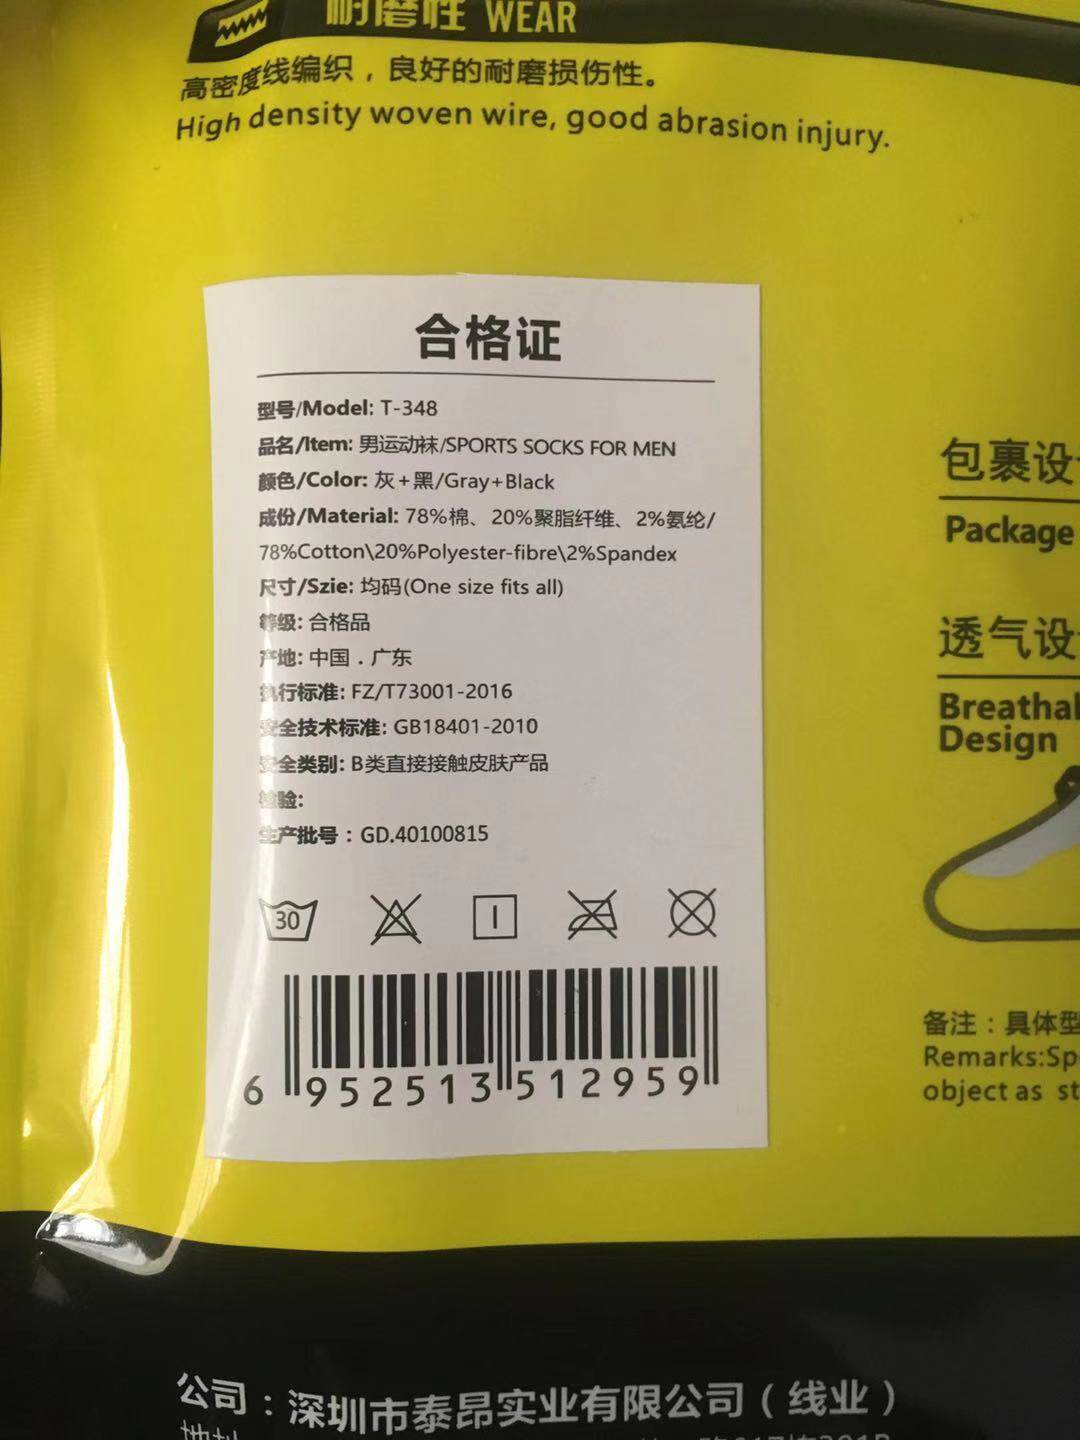 耐磨性 WEAR
高密度线编织，良好的耐磨损伤性。
High density woven wire, good abrasion injury.
合格证
型号/Model: T-348
品名/Item: 男运动袜/SPORTS SOCKS FOR MEN
颜色/Color: 灰+黑/Gray+Black
成份/Material: 78%棉、20%聚脂纤维、2%氨纶/
78%Cotton\20%Polyester-fibre\2%Spandex
尺寸/Szie: 均码(One size fits all)
等级: 合格品
产地: 中国．广东
执行标准: FZ/T73001-2016
安全技术标准: GB18401-2010
安全类别: B类直接接触皮肤产品
检验:
生产批号：GD.40100815
30
6 952513 512959
包裹设
Package
透气设
Breathal
Design
备注：具体型
Remarks:Sp
object as st
公司：深圳市泰昂实业有限公司（线业）